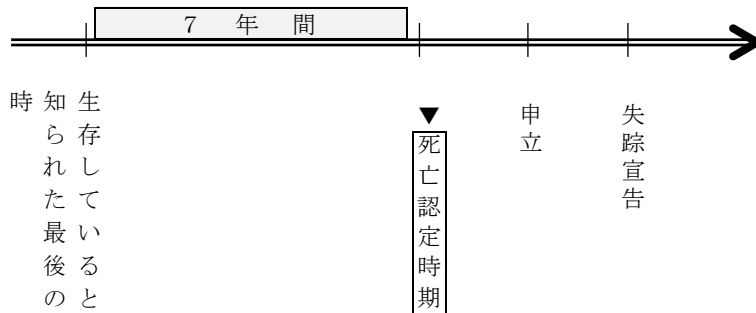 7年間
生存していると
知られた最後の
時
▼
死亡認定時期
申立
失踪宣告